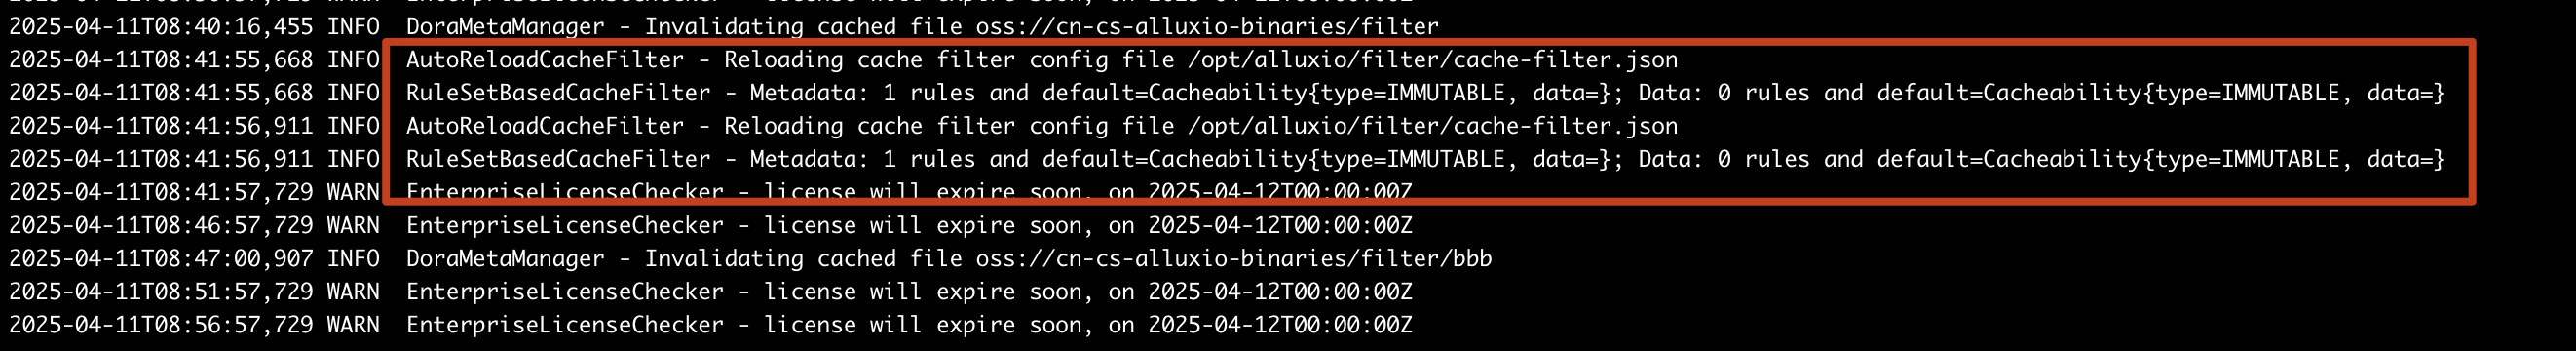 2025-04-11T08:40:16,455 INFO  DoraMetaManager - Invalidating cached file oss://cn-cs-alluxio-binaries/filter
2025-04-11T08:41:55,668 INFO  AutoReloadCacheFilter - Reloading cache filter config file /opt/alluxio/filter/cache-filter.json
2025-04-11T08:41:55,668 INFO  RuleSetBasedCacheFilter - Metadata: 1 rules and default=Cacheability{type=IMMUTABLE, data=}; Data: 0 rules and default=Cacheability{type=IMMUTABLE, data=}
2025-04-11T08:41:56,911 INFO  AutoReloadCacheFilter - Reloading cache filter config file /opt/alluxio/filter/cache-filter.json
2025-04-11T08:41:56,911 INFO  RuleSetBasedCacheFilter - Metadata: 1 rules and default=Cacheability{type=IMMUTABLE, data=}; Data: 0 rules and default=Cacheability{type=IMMUTABLE, data=}
2025-04-11T08:41:57,729 WARN  EnterpriseLicenseChecker - license will expire soon, on 2025-04-12T00:00:00Z
2025-04-11T08:46:57,729 WARN  EnterpriseLicenseChecker - license will expire soon, on 2025-04-12T00:00:00Z
2025-04-11T08:47:00,907 INFO  DoraMetaManager - Invalidating cached file oss://cn-cs-alluxio-binaries/filter/bbb
2025-04-11T08:51:57,729 WARN  EnterpriseLicenseChecker - license will expire soon, on 2025-04-12T00:00:00Z
2025-04-11T08:56:57,729 WARN  EnterpriseLicenseChecker - license will expire soon, on 2025-04-12T00:00:00Z